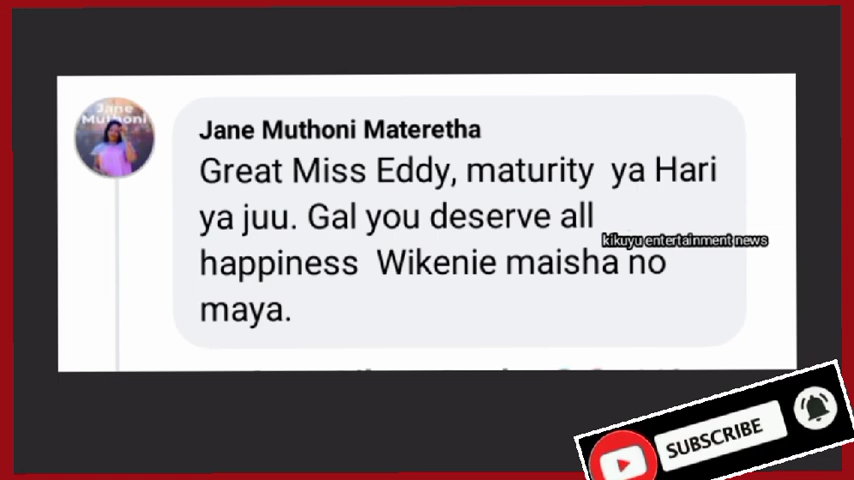 Jane Muthoni
Jane Muthoni Materetha
Great Miss Eddy, maturity ya Hari
ya juu. Gal you deserve all
kikuyu entertainment news
happiness Wikenie maisha no
maya.
SUBSCRIBE